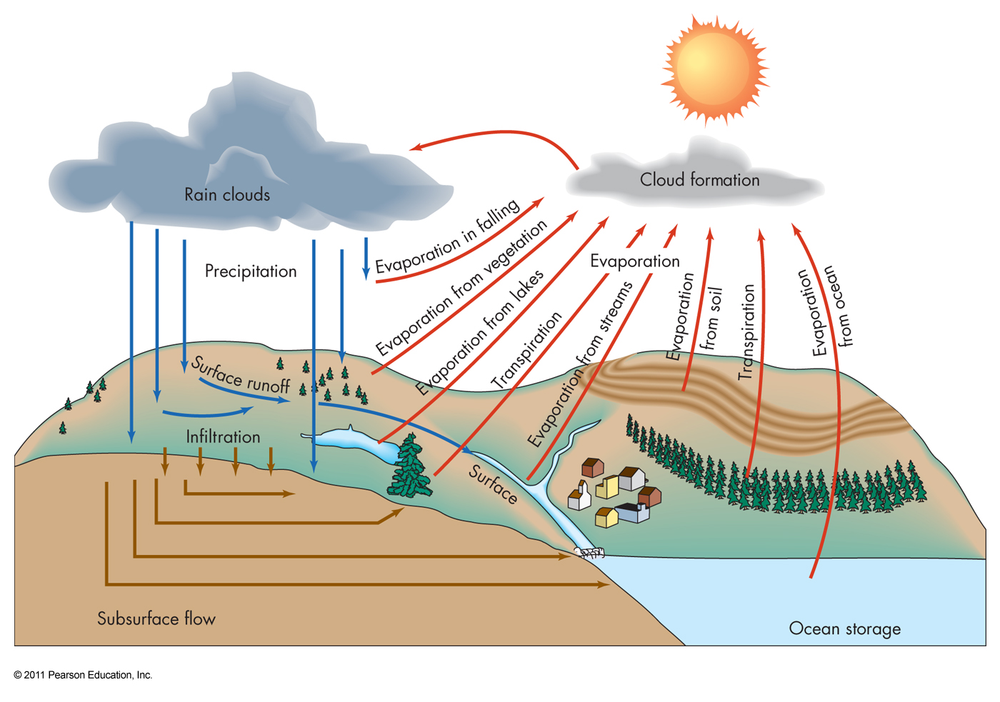 Cloud formation
Rain clouds
Evaporation in falling
Evaporation from vegetation
Evaporation from lakes
Transpiration
Evaporation
Evaporation from streams
Evaporation
from soil
Transpiration
Evaporation
from ocean
Precipitation
Surface runoff
Infiltration
Surface
Subsurface flow
Ocean storage
© 2011 Pearson Education, Inc.